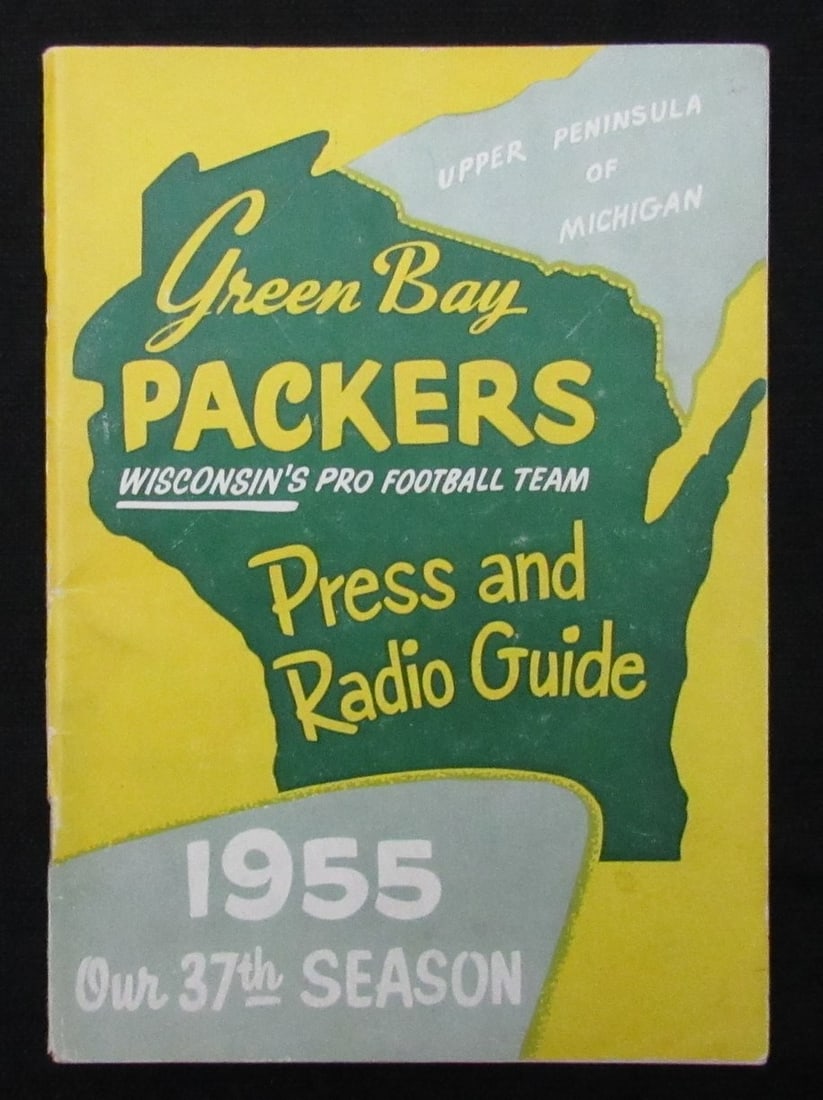 UPPER PENINSULA
OF
MICHIGAN
Green Bay
PACKERS
WISCONSIN'S PRO FOOTBALL TEAM
Press and
Radio Guide
1955
Our 37th SEASON